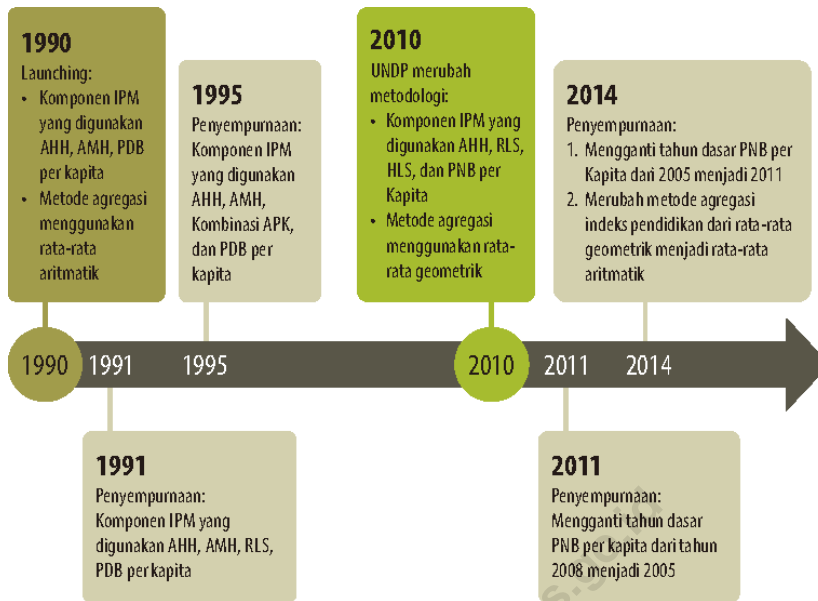 1990
Launching:
• Komponen IPM
yang digunakan
AHH, AMH, PDB
per kapita
• Metode agregasi
menggunakan
rata-rata
aritmatik
1995
Penyempurnaan:
Komponen IPM
yang digunakan
AHH, AMH,
Kombinasi APK,
dan PDB per
kapita
2010
UNDP merubah
metodologi:
• Komponen IPM yang
digunakan AHH, RLS,
HLS, dan PNB per
Kapita
• Metode agregasi
menggunakan rata-
rata geometrik
2014
Penyempurnaan:
1. Mengganti tahun dasar PNB per
Kapita dari 2005 menjadi 2011
2. Merubah metode agregasi
indeks pendidikan dari rata-rata
geometrik menjadi rata-rata
aritmatik
1990 1991 1995 2010 2011 2014
1991
Penyempurnaan:
Komponen IPM yang
digunakan AHH, AMH, RLS,
PDB per kapita
2011
Penyempurnaan:
Mengganti tahun dasar
PNB per kapita dari tahun
2008 menjadi 2005
s.go.id